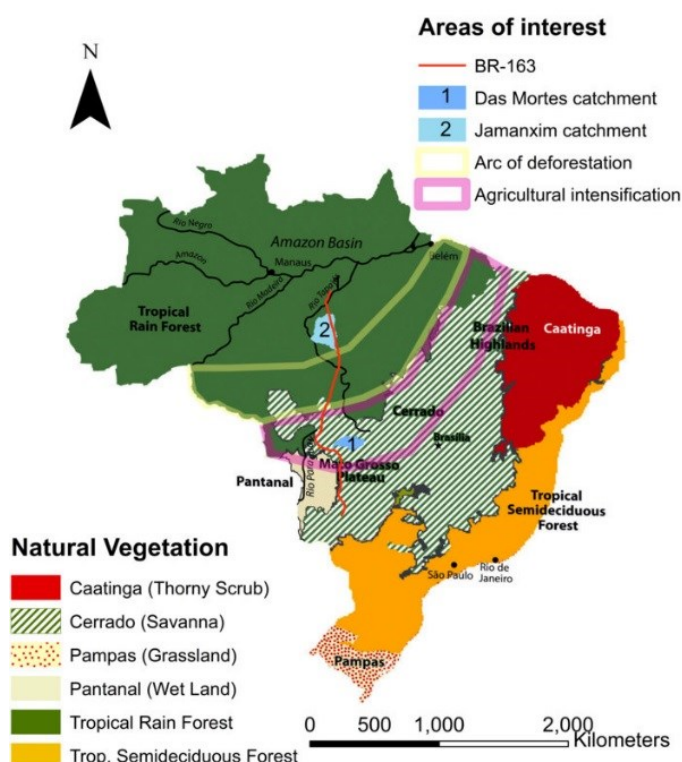 Areas of interest
N
BR-163
1 Das Mortes catchment
2 Jamanxim catchment
Arc of deforestation
Agricultural intensification
Rio Negro
Amazon Basin
Amazon
Manaus
Belém
Rio Madeira
Rio Tapajós
Tropical
Rain Forest
2
Brazilian
Highlands
Caatinga
Cerrado
Brasília
1
Mato Grosso
Plateau
Pantanal
Tropical
Semideciduous
Forest
São Paulo
Rio de
Janeiro
Pampas
Natural Vegetation
Caatinga (Thorny Scrub)
Cerrado (Savanna)
Pampas (Grassland)
Pantanal (Wet Land)
Tropical Rain Forest
Trop. Semideciduous Forest
0 500 1,000 2,000
Kilometers